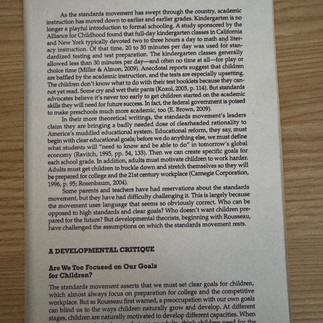 As the standards movement has swept through the country, academic
instruction has moved down to earlier and earlier grades. Kindergarten is no
longer a playful introduction to formal schooling. A study sponsored by the
Alliance for Childhood found that full-day kindergarten classes in California
and New York typically devoted two to three hours a day to math and liter-
acy instruction. Of that time, 20 to 30 minutes per day was used for stan-
dardized testing and test preparation. The kindergarten classes generally
allowed less than 30 minutes per day—and often no time at all—for play or
choice time (Miller & Almon, 2009). Anecdotal reports suggest that children
are baffled by the academic instruction, and the tests are especially upsetting.
The children don't know what to do with their test booklets because they can-
not yet read. Some cry and wet their pants (Kozol, 2005, p. 114). But standards
advocates believe it's never too early to get children started on the academic
skills they will need for future success. In fact, the federal government is poised
to make preschools much more academic, too (E. Brown, 2009).
In their more theoretical writings, the standards movement's leaders
claim they are bringing a badly needed dose of clearheaded rationality to
America's muddled educational system. Educational reform, they say, must
begin with clear educational goals; before we do anything else, we must define
what students will "need to know and be able to do" in tomorrow's global
economy (Ravitch, 1995, pp. 54, 133). Then we can create specific goals for
each school grade. In addition, adults must motivate children to work harder.
Adults must get children to buckle down and stretch themselves so they will
be prepared for college and the 21st century workplace (Carnegie Corporation,
1996, p. 95; Rosenbaum, 2004).
Some parents and teachers have had reservations about the standards
movement, but they have had difficulty challenging it. This is largely because
the movement uses language that seems so obviously correct. Who can be
opposed to high standards and clear goals? Who doesn't want children pre-
pared for the future? But developmental theorists, beginning with Rousseau,
have challenged the assumptions on which the standards movement rests.
A DEVELOPMENTAL CRITIQUE
Are We Too Focused on Our Goals
for Children?
The standards movement asserts that we must set clear goals for children,
which almost always focus on preparation for college and the competitive
workplace. But as Rousseau first warned, a preoccupation with our own goals
can blind us to the ways children naturally grow and develop. At different
stages, children are naturally motivated to develop different capacities. When